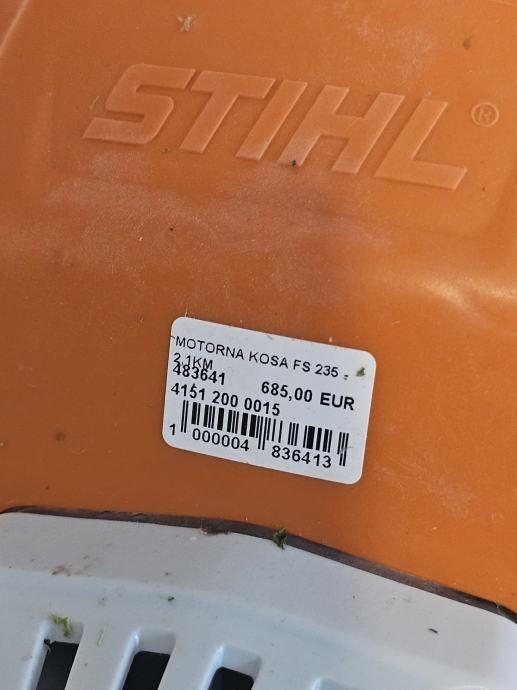 STIHL®
MOTORNA KOSA FS 235
2,1KM
483641 685,00 EUR
4151 200 0015
1 000004 836413